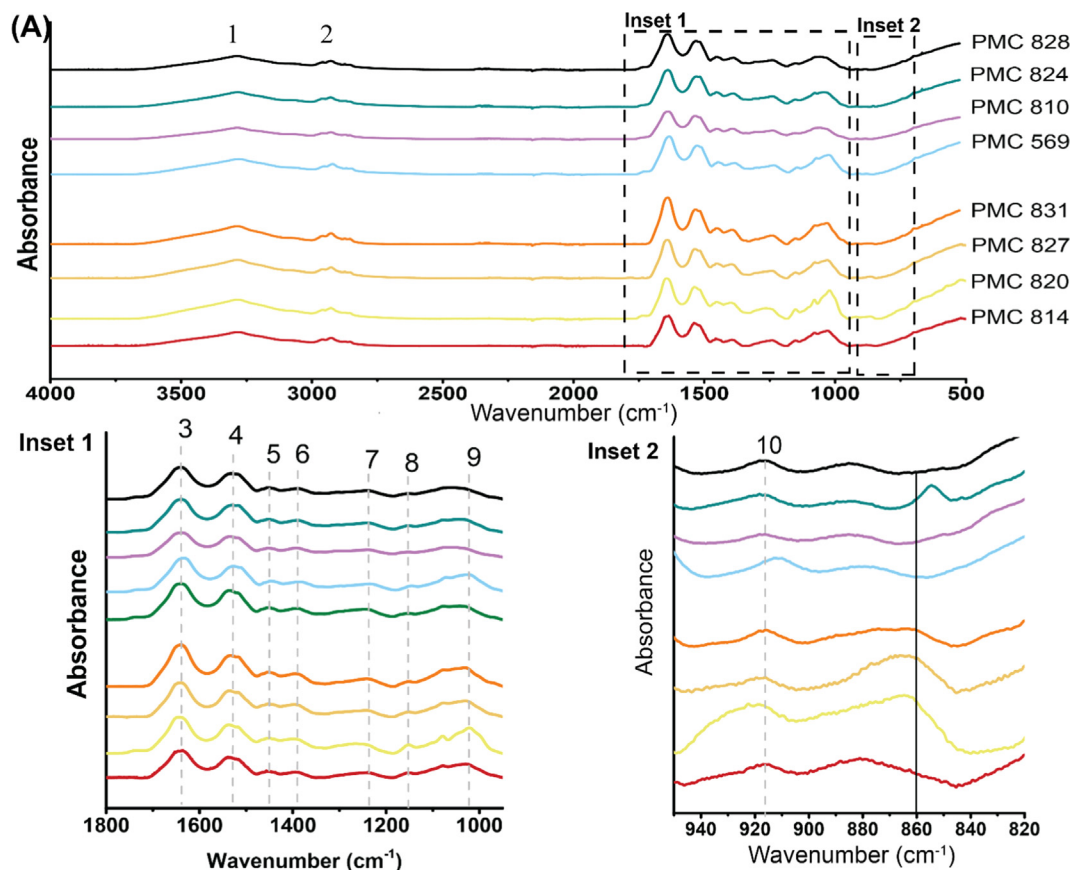 (A)
1
2
Inset 1
Inset 2
PMC 828
PMC 824
PMC 810
PMC 569
PMC 831
PMC 827
PMC 820
PMC 814
Absorbance
4000 3500 3000 2500 2000 1500 1000 500
Wavenumber (cm-1)
Inset 1
3 4 5 6 7 8 9
Absorbance
1800 1600 1400 1200 1000
Wavenumber (cm-1)
Inset 2
10
Absorbance
940 920 900 880 860 840 820
Wavenumber (cm-1)